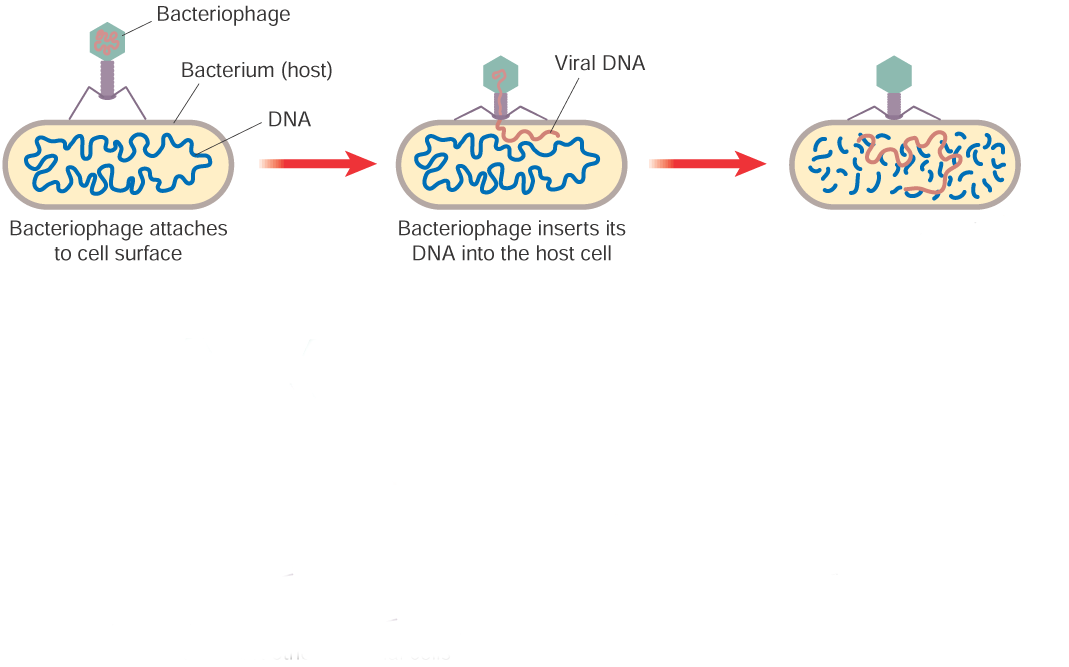 Bacteriophage
Bacterium (host)
DNA
Viral DNA
Bacteriophage attaches
to cell surface
Bacteriophage inserts its
DNA into the host cell